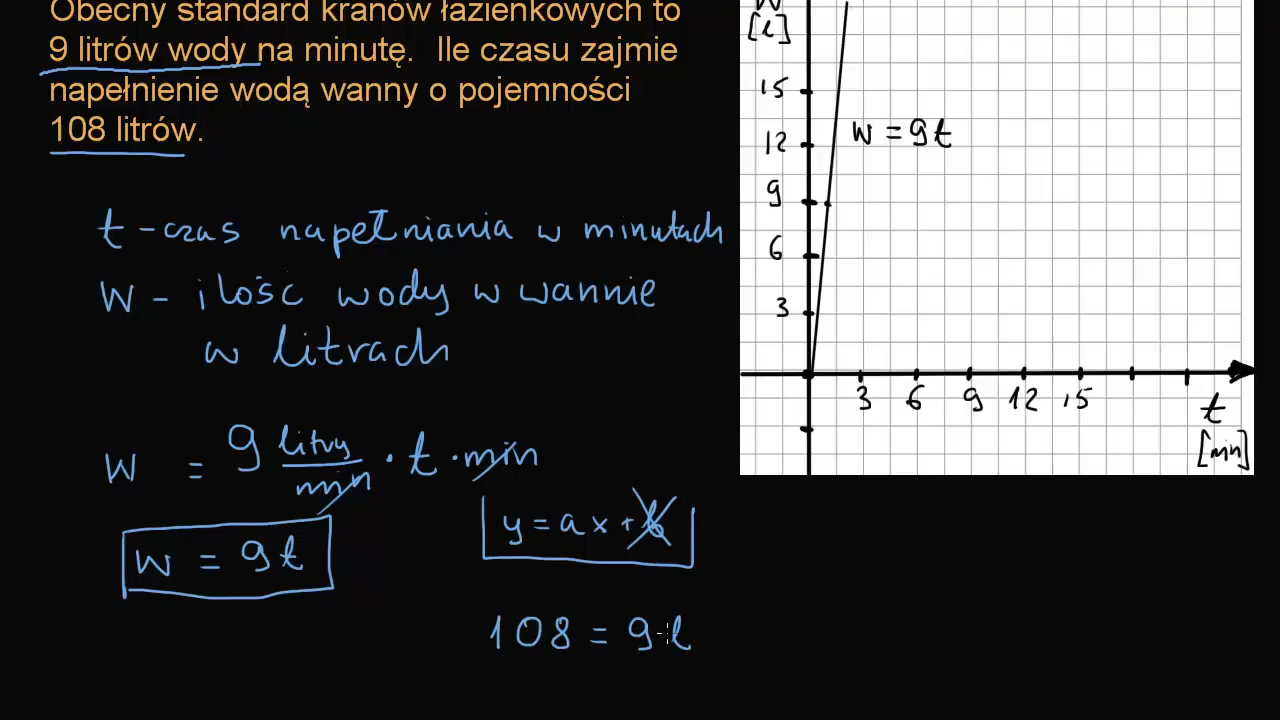 Obecny standard kranów łazienkowych to
9 litrów wody na minutę. Ile czasu zajmie
napełnienie wodą wanny o pojemności
108 litrów.
t - czas napełniania w minutach
W - ilość wody w wannie
w litrach
W = 9 litry/min · t · min
W = 9t
y = ax + b
108 = 9·t
W
[l]
15
12
9
6
3
W = 9t
3 6 9 12 15
t
[min]